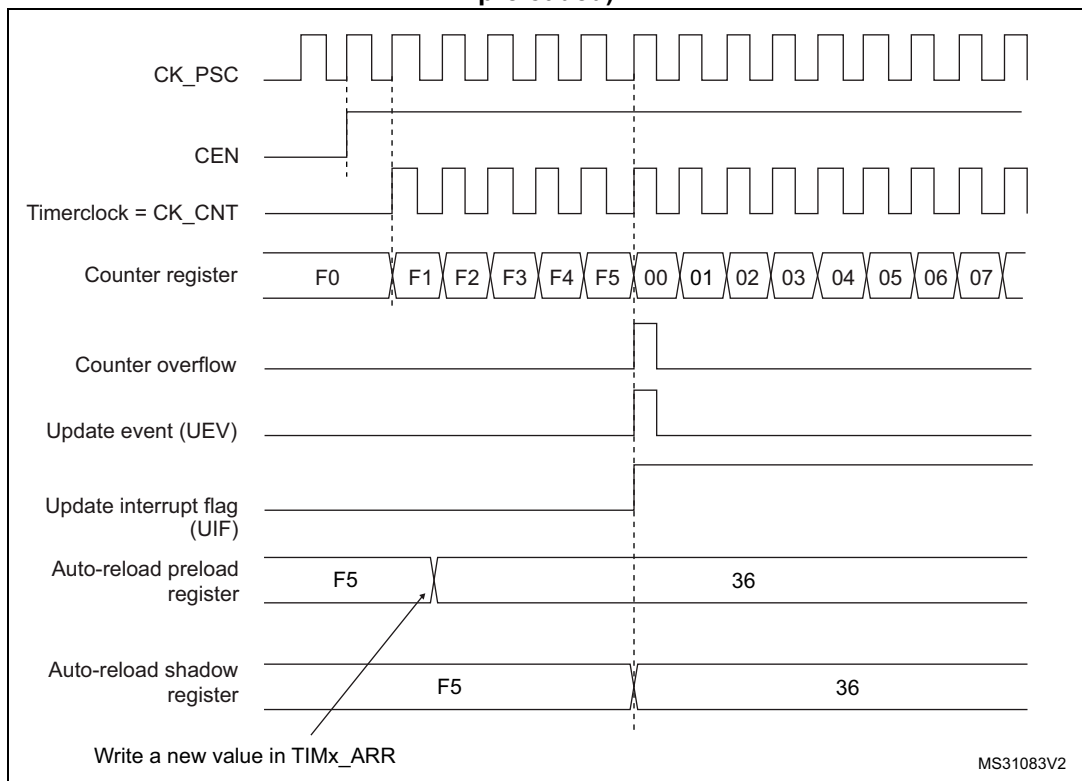 preloaded)
CK_PSC
CEN
Timerclock = CK_CNT
Counter register
F0 F1 F2 F3 F4 F5 00 01 02 03 04 05 06 07
Counter overflow
Update event (UEV)
Update interrupt flag
(UIF)
Auto-reload preload
register
F5 36
Auto-reload shadow
register
F5 36
Write a new value in TIMx_ARR
MS31083V2